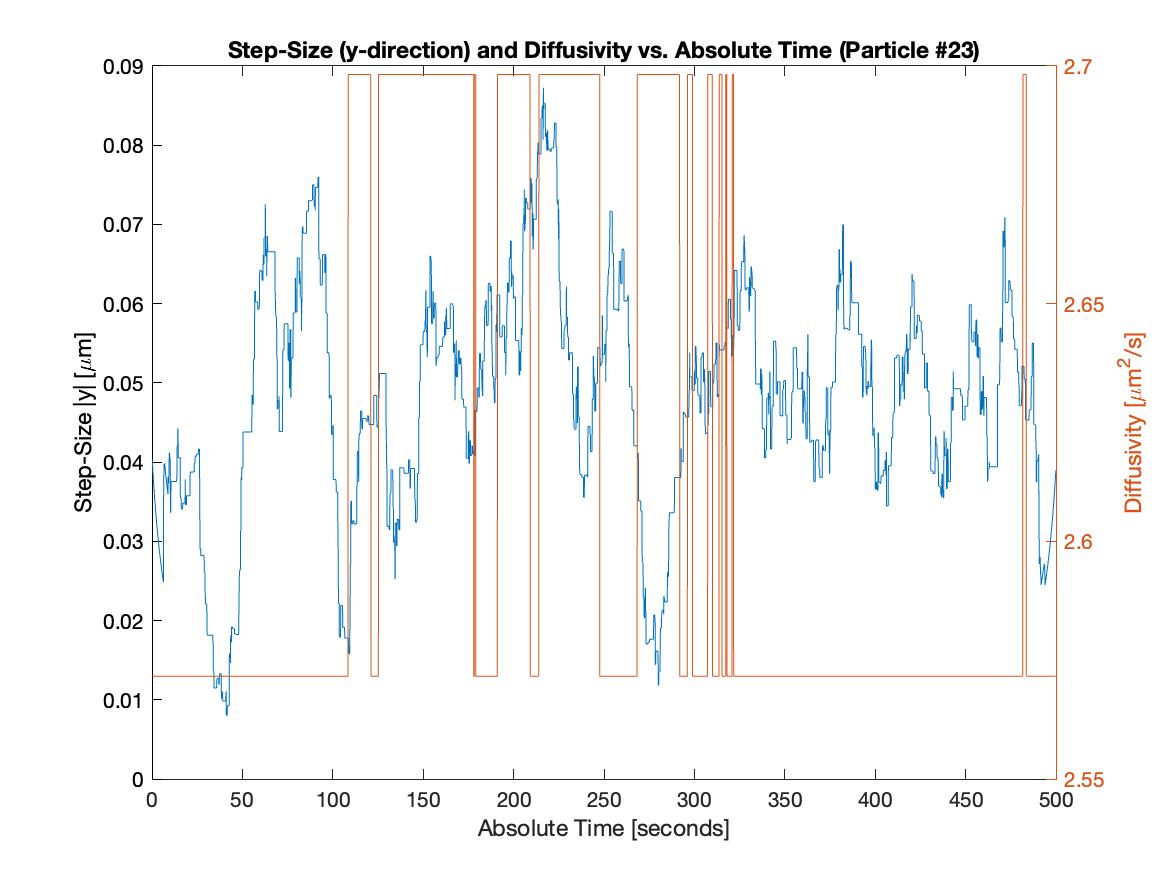 Step-Size (y-direction) and Diffusivity vs. Absolute Time (Particle #23)
0.09
0.08
0.07
0.06
0.05
0.04
0.03
0.02
0.01
0
Step-Size |y| [μm]
2.7
2.65
2.6
2.55
Diffusivity [μm²/s]
0 50 100 150 200 250 300 350 400 450 500
Absolute Time [seconds]